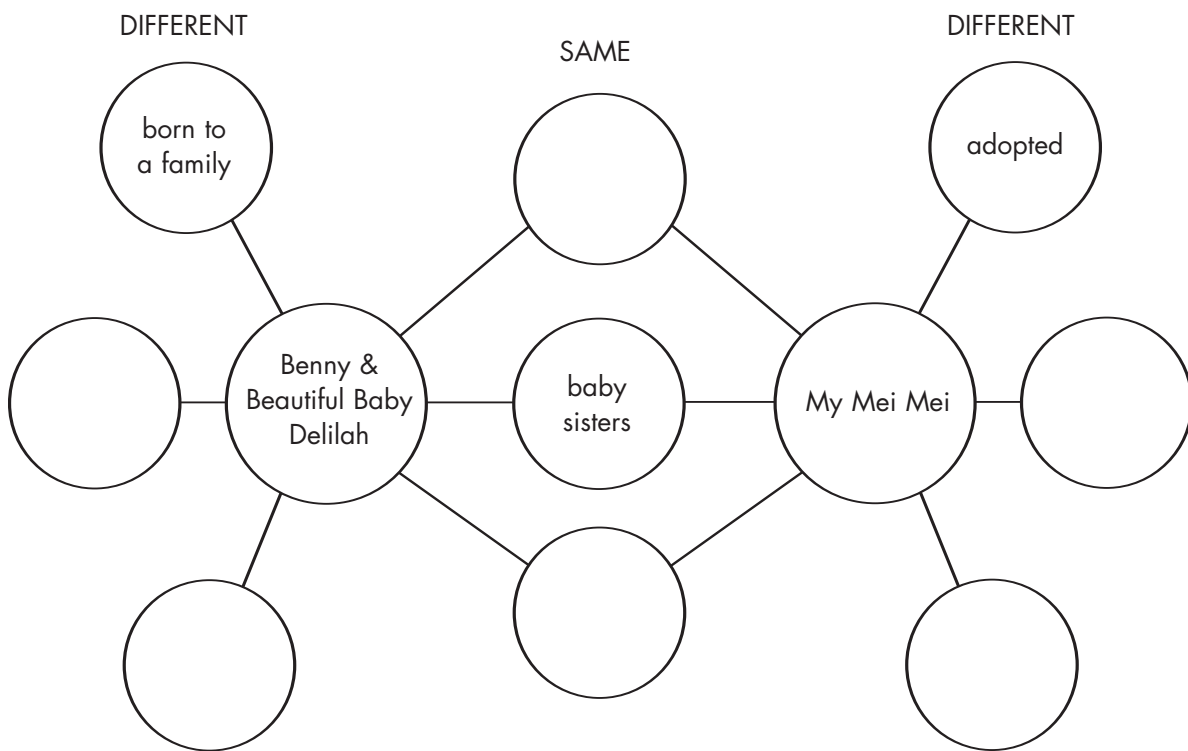 DIFFERENT
SAME
DIFFERENT
born to
a family
adopted
Benny &
Beautiful Baby
Delilah
baby
sisters
My Mei Mei